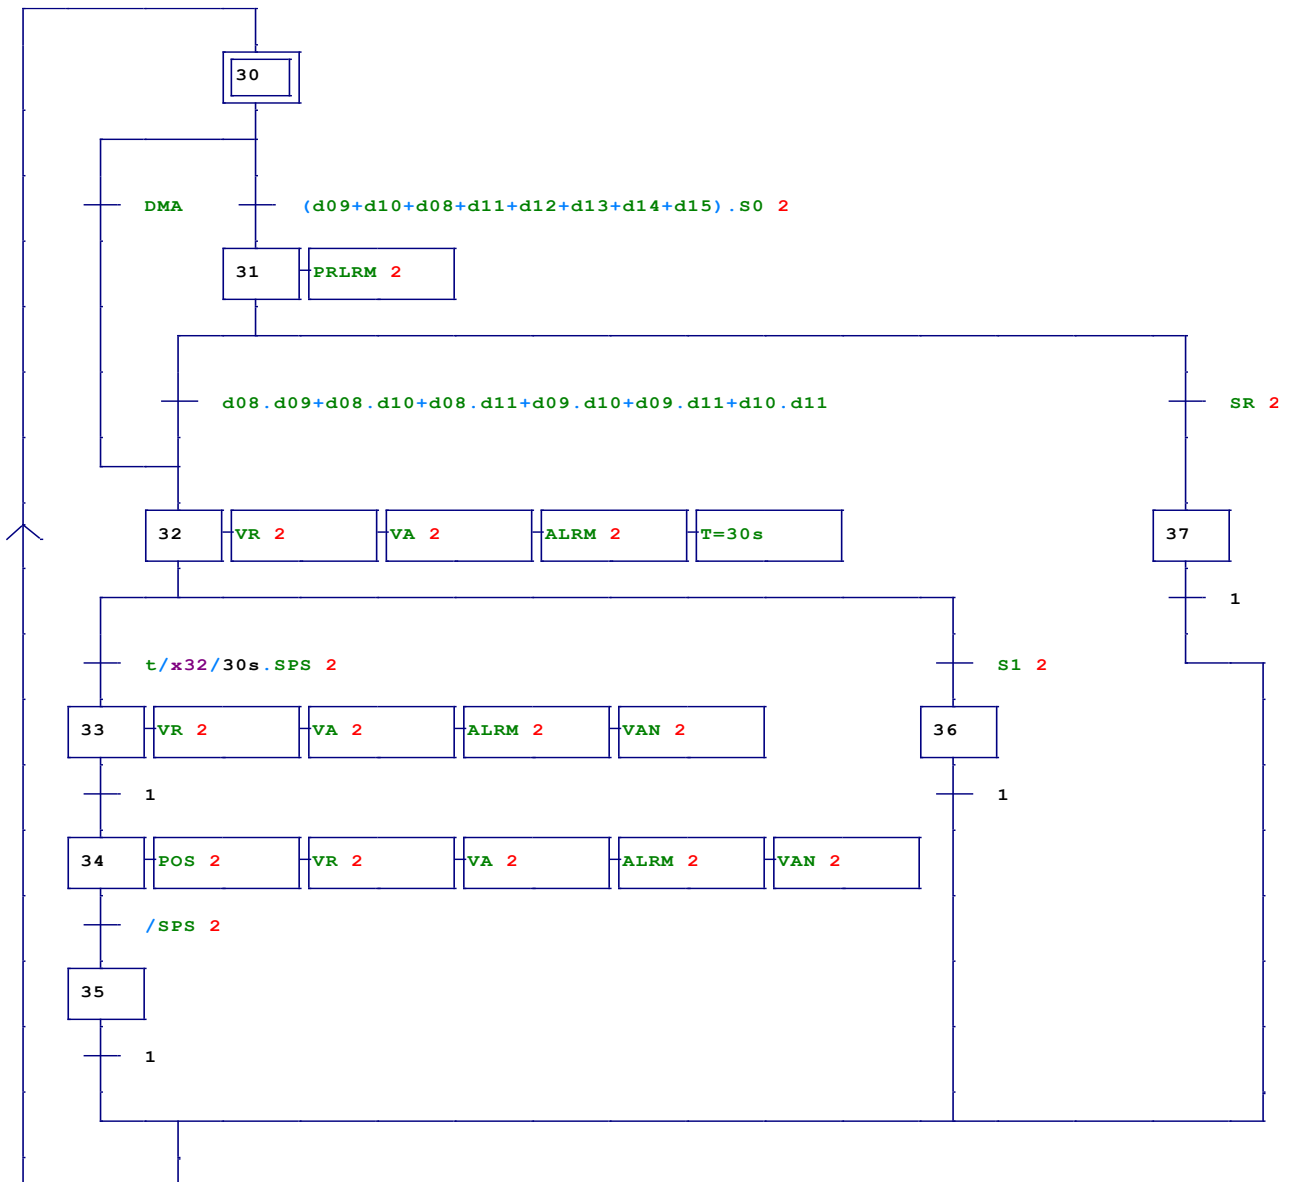 30
DMA (d09+d10+d08+d11+d12+d13+d14+d15).S0 2
31 PRLRM 2
d08.d09+d08.d10+d08.d11+d09.d10+d09.d11+d10.d11 SR 2
32 VR 2 VA 2 ALRM 2 T=30s 37
1
t/x32/30s.SPS 2 S1 2
33 VR 2 VA 2 ALRM 2 VAN 2 36
1 1
34 POS 2 VR 2 VA 2 ALRM 2 VAN 2
/SPS 2
35
1